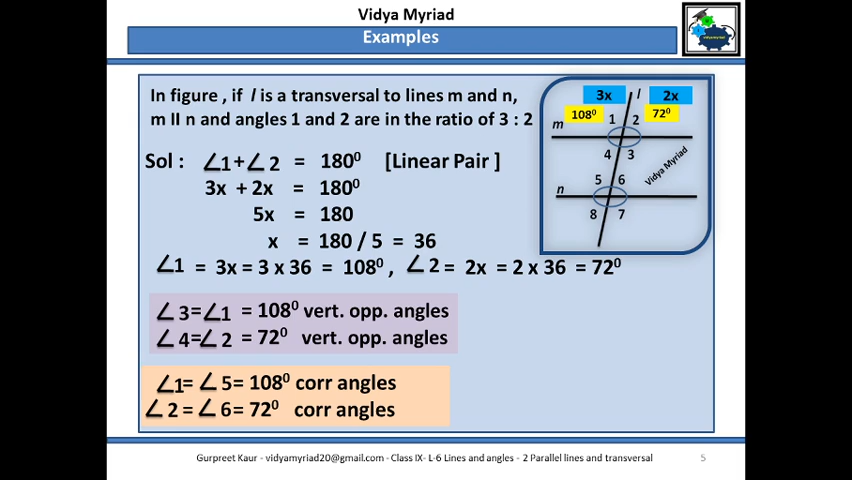 Vidya Myriad
Examples
vidyamyriad
In figure , if l is a transversal to lines m and n,
m II n and angles 1 and 2 are in the ratio of 3 : 2
Sol : ∠1+∠2 = 180⁰ [Linear Pair ]
3x + 2x = 180⁰
5x = 180
x = 180 / 5 = 36
∠1 = 3x = 3 x 36 = 108⁰ , ∠2 = 2x = 2 x 36 = 72⁰
∠3=∠1 = 108⁰ vert. opp. angles
∠4=∠2 = 72⁰ vert. opp. angles
∠1= ∠5= 108⁰ corr angles
∠2 = ∠6= 72⁰ corr angles
3x l 2x
108⁰ 72⁰
m 1 2
4 3
Vidya Myriad
5 6
n
8 7
Gurpreet Kaur - vidyamyriad20@gmail.com - Class IX- L-6 Lines and angles - 2 Parallel lines and transversal
5